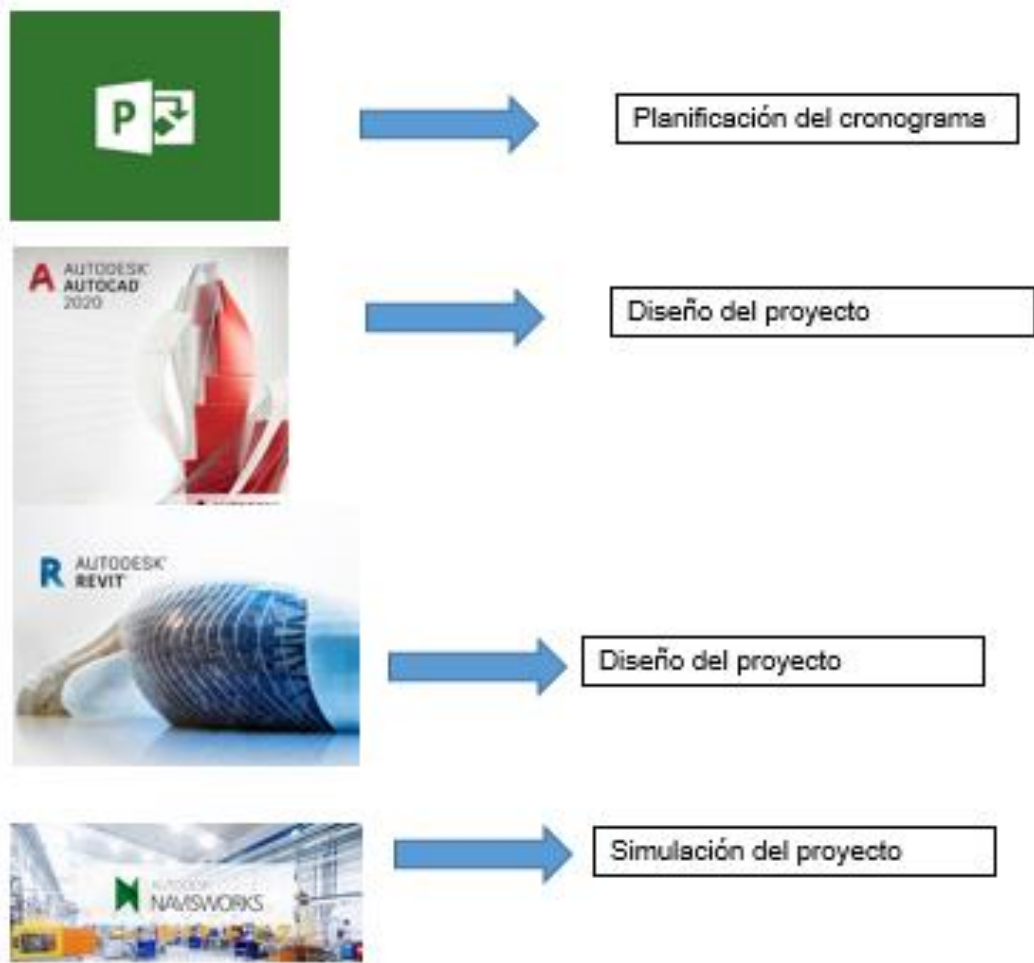 P
Planificación del cronograma
A AUTODESK
AUTOCAD
2020
Diseño del proyecto
R AUTODESK
REVIT
Diseño del proyecto
AUTODESK
NAVISWORKS
Simulación del proyecto